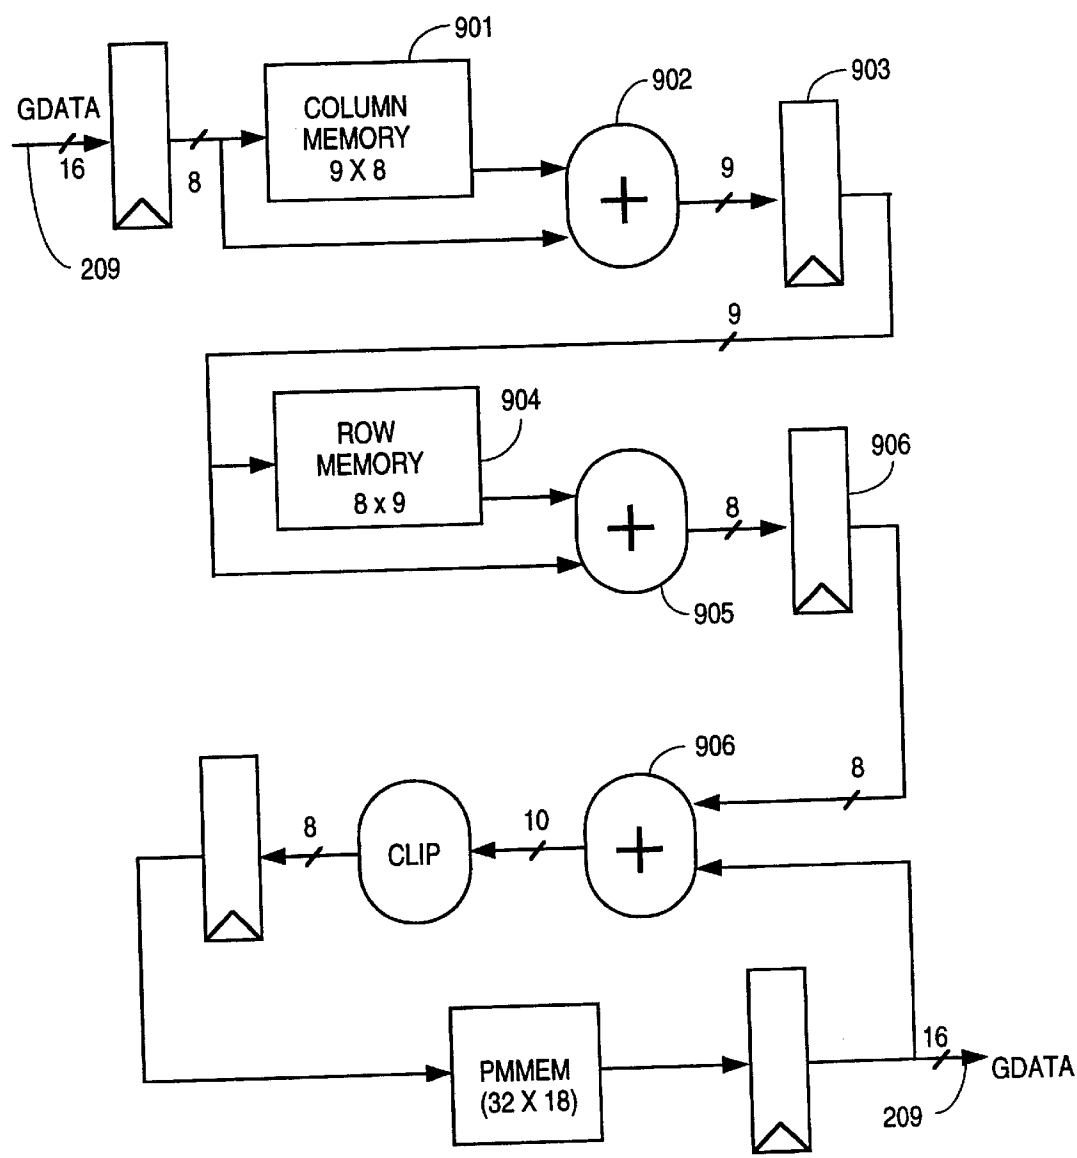 901
902
903
GDATA
COLUMN
MEMORY
9 X 8
16
8
9
209
9
904
906
ROW
MEMORY
8 x 9
8
905
906
8
8
10
CLIP
PMMEM
(32 X 18)
16
GDATA
209